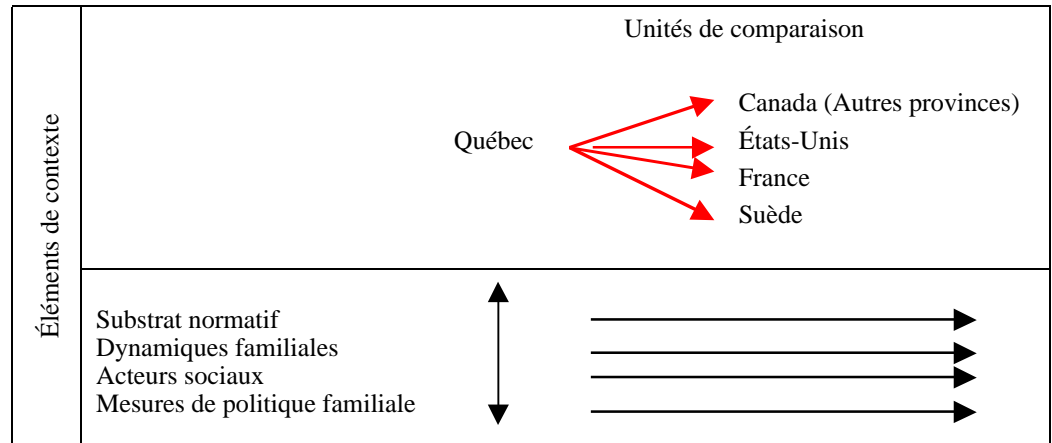 Unités de comparaison
Canada (Autres provinces)
Québec
États-Unis
France
Suède
Éléments de contexte
Substrat normatif
Dynamiques familiales
Acteurs sociaux
Mesures de politique familiale